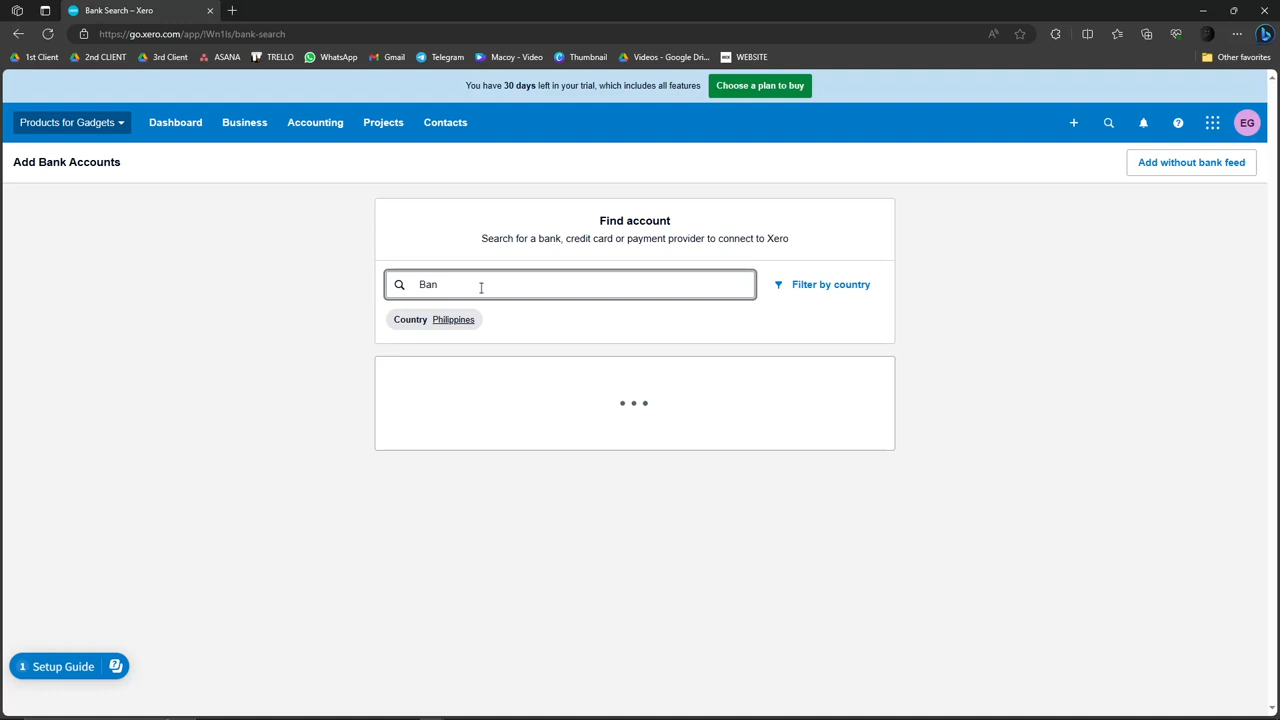 Bank Search – Xero
https://go.xero.com/app/!Wn1ls/bank-search
1st Client
2nd CLIENT
3rd Client
ASANA
TRELLO
WhatsApp
Gmail
Telegram
Macoy - Video
Thumbnail
Videos - Google Dri...
WEBSITE
Other favorites
You have 30 days left in your trial, which includes all features
Choose a plan to buy
Products for Gadgets
Dashboard
Business
Accounting
Projects
Contacts
EG
Add Bank Accounts
Add without bank feed
Find account
Search for a bank, credit card or payment provider to connect to Xero
Ban
Filter by country
Country Philippines
1 Setup Guide